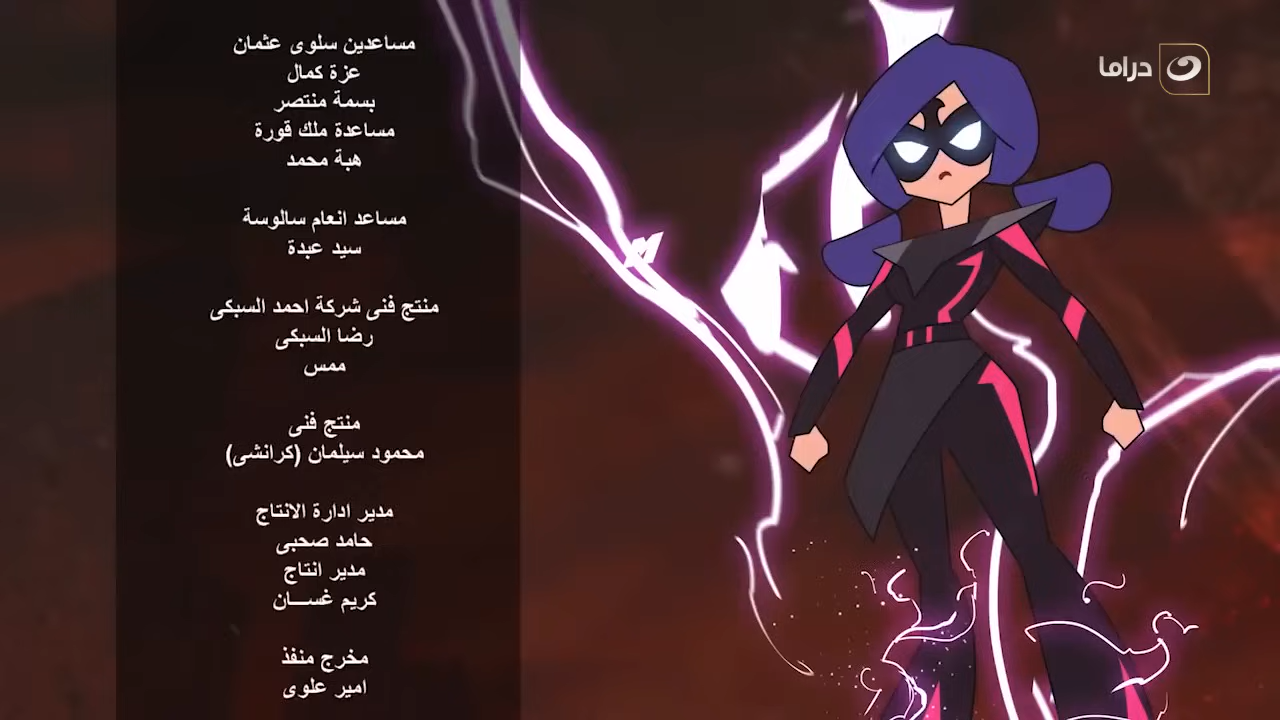 دراما
مساعدين سلوى عثمان
عزة كمال
بسمة منتصر
مساعدة ملك قورة
هبة محمد
مساعد انعام سالوسة
سيد عبدة
منتج فنى شركة احمد السبكى
رضا السبكى
ممس
منتج فنى
محمود سيلمان (كرانشى)
مدير ادارة الانتاج
حامد صحبى
مدير انتاج
كريم غســان
مخرج منفذ
امير علوى